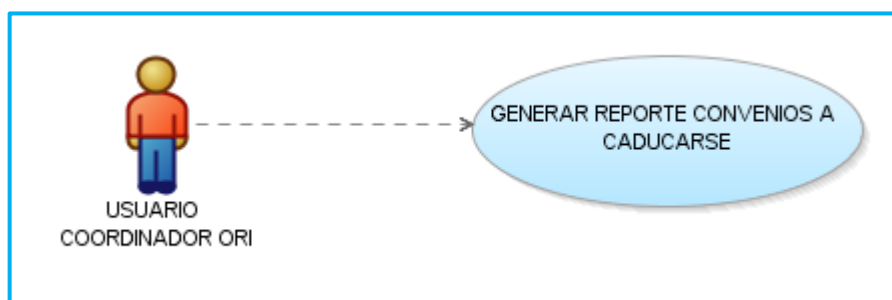 GENERAR REPORTE CONVENIOS A
CADUCARSE
USUARIO
COORDINADOR ORI